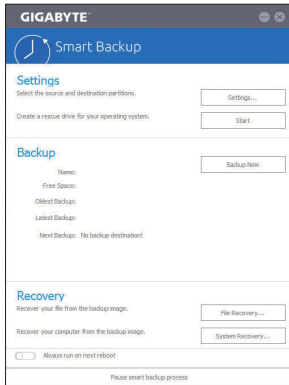 GIGABYTE™
Smart Backup
Settings
Select the source and destination partitions.
Settings...
Create a rescue drive for your operating system.
Start
Backup
Backup Now
Name:
Free Space:
Oldest Backup:
Latest Backup:
Next Backup: No backup destination!
Recovery
Recover your file from the backup image.
File Recovery...
Recover your computer from the backup image.
System Recovery...
Always run on next reboot
Pause smart backup process